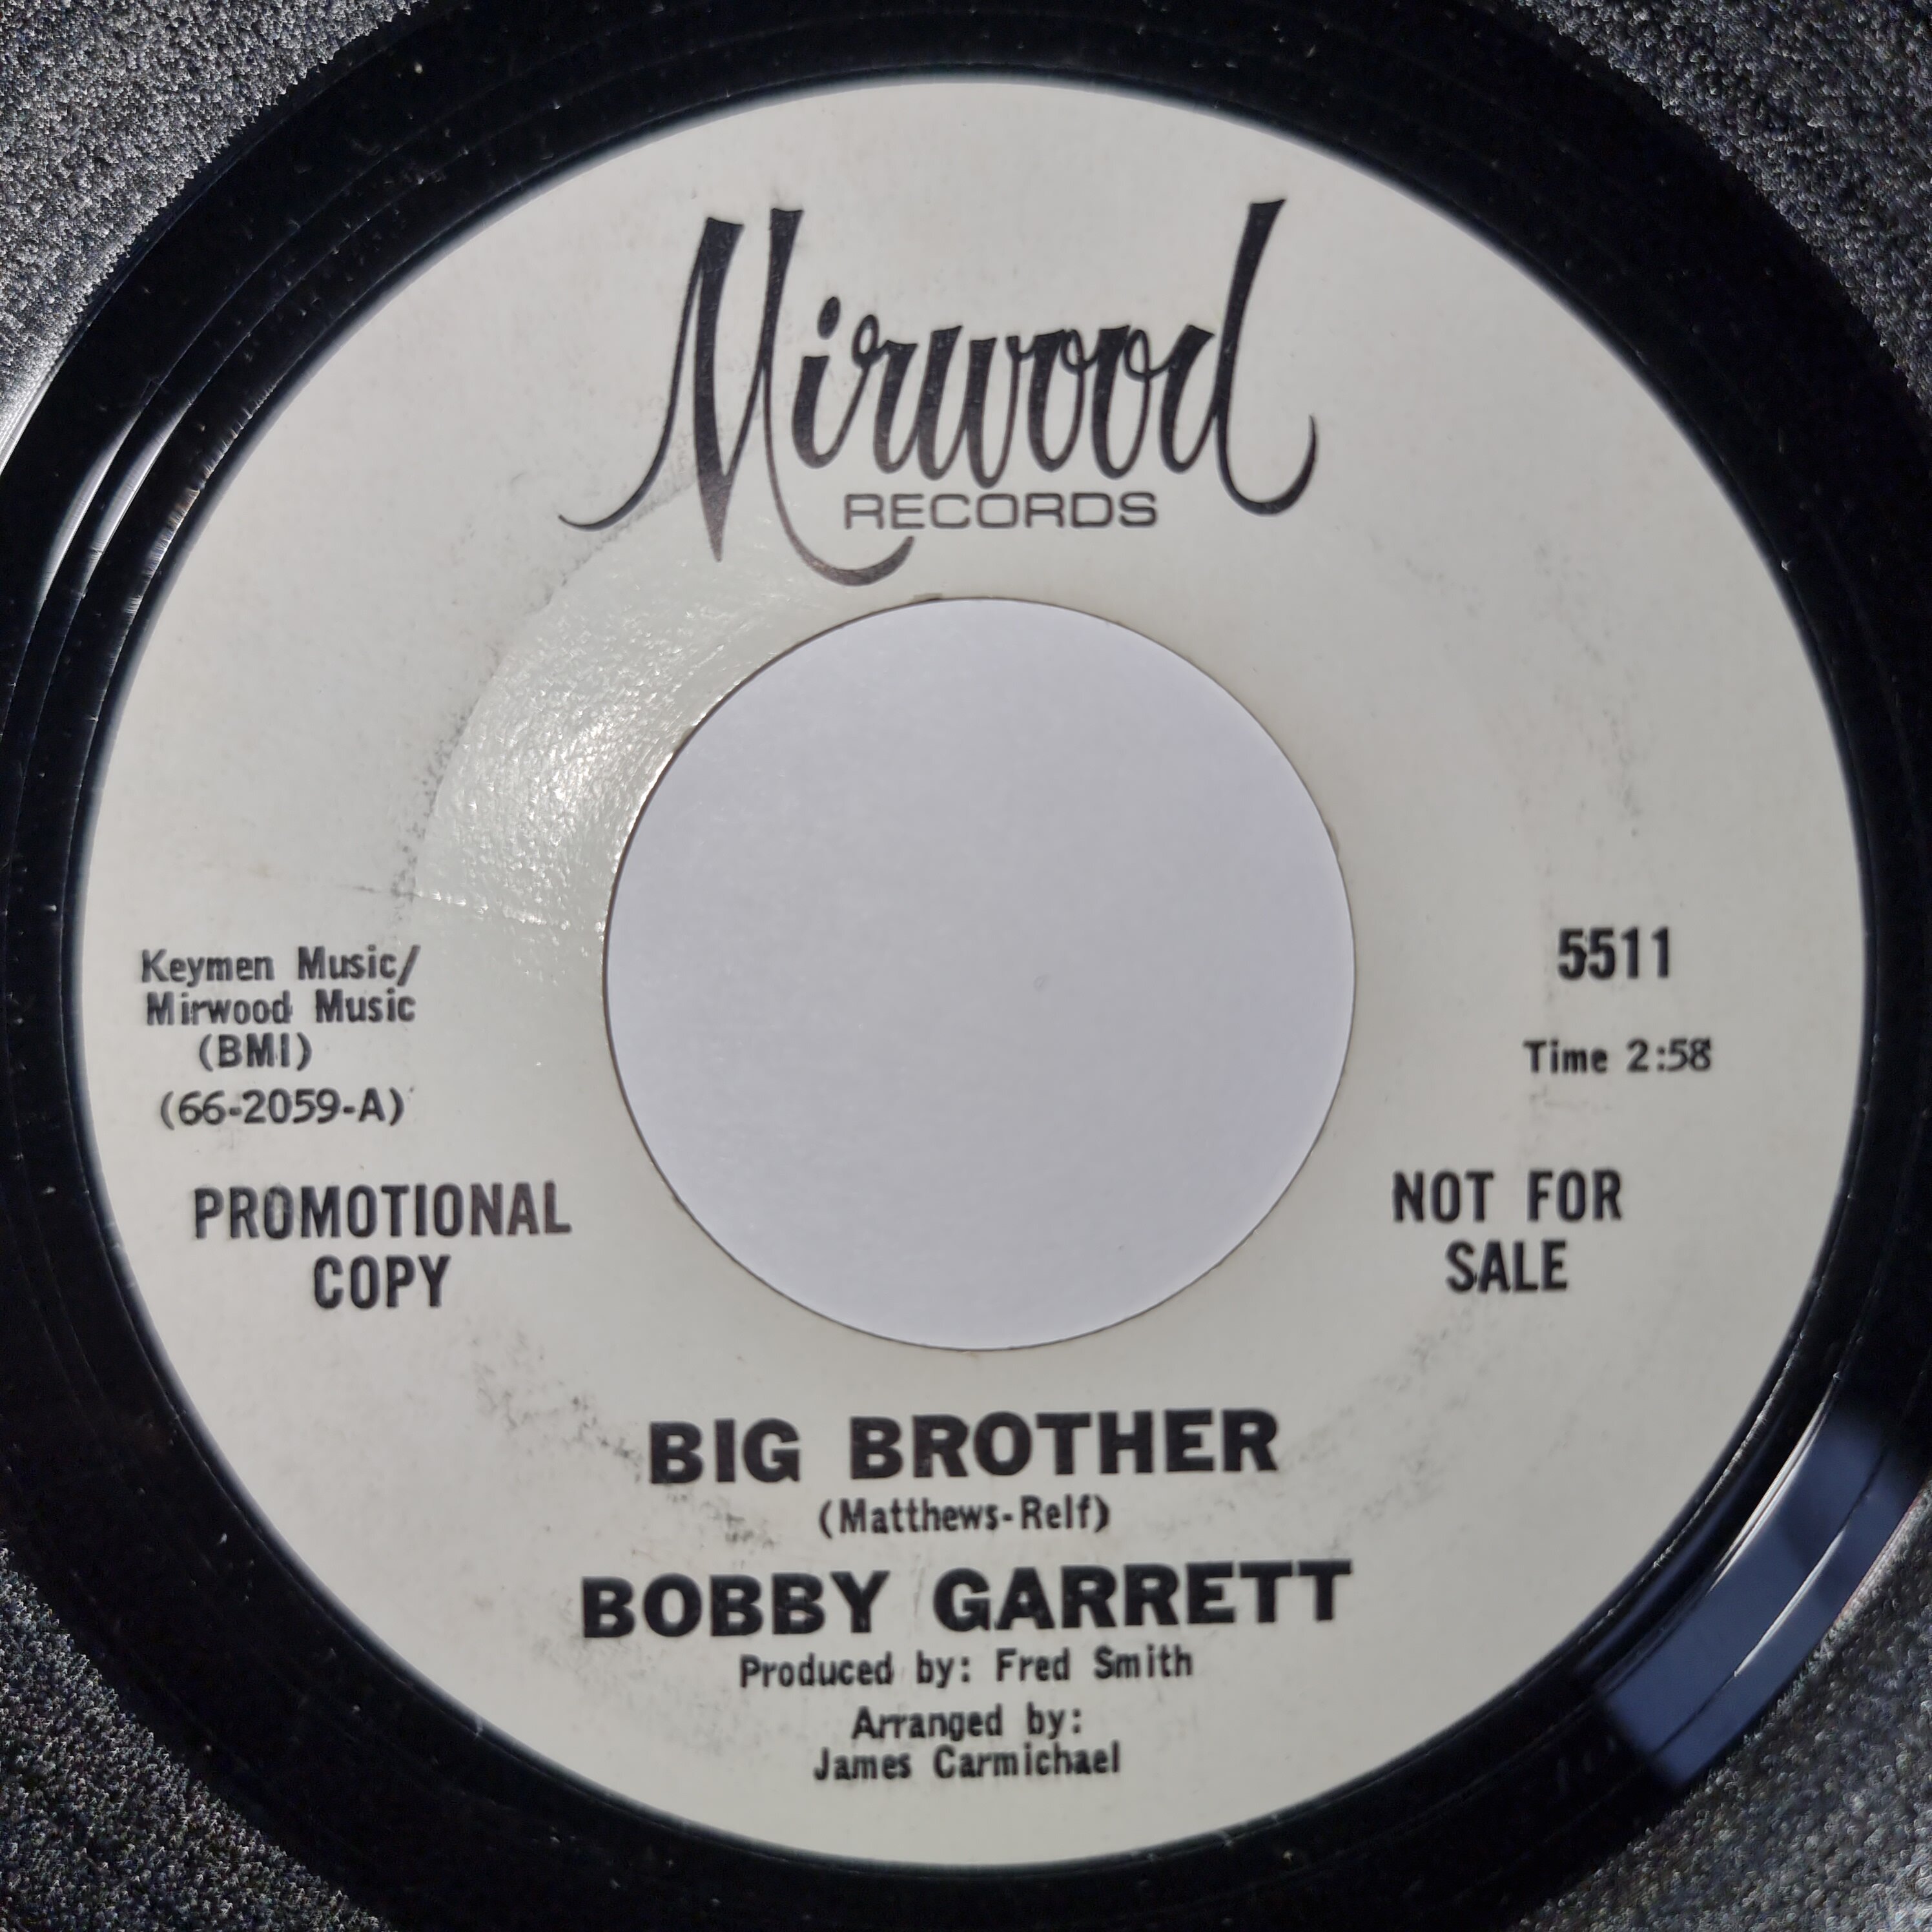 Mirwood
RECORDS
Keymen Music/
Mirwood Music
(BMI)
(66-2059-A)
PROMOTIONAL
COPY
5511
Time 2:58
NOT FOR
SALE
BIG BROTHER
(Matthews-Relf)
BOBBY GARRETT
Produced by: Fred Smith
Arranged by:
James Carmichael